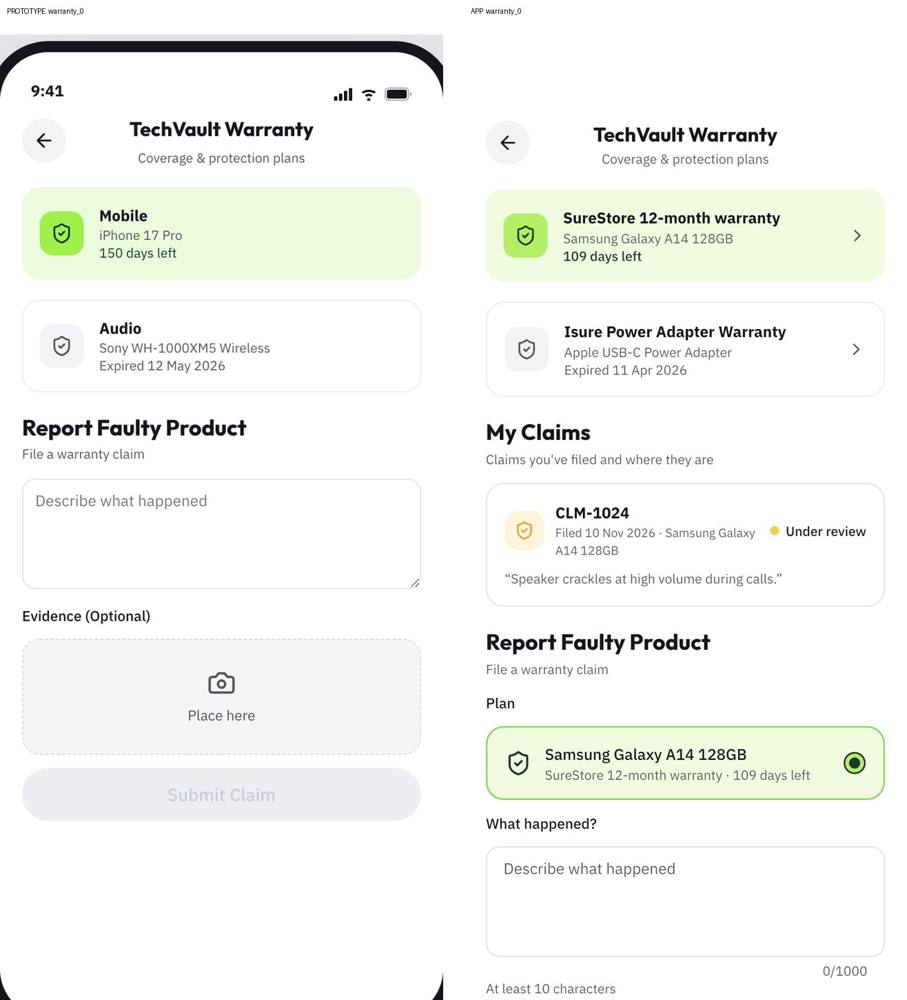 PROTOTYPE warranty_0
9:41
TechVault Warranty
Coverage & protection plans
Mobile
iPhone 17 Pro
150 days left
Audio
Sony WH-1000XM5 Wireless
Expired 12 May 2026
Report Faulty Product
File a warranty claim
Describe what happened
Evidence (Optional)
Place here
Submit Claim
APP warranty_0
TechVault Warranty
Coverage & protection plans
SureStore 12-month warranty
Samsung Galaxy A14 128GB
109 days left
Isure Power Adapter Warranty
Apple USB-C Power Adapter
Expired 11 Apr 2026
My Claims
Claims you've filed and where they are
CLM-1024
Filed 10 Nov 2026 · Samsung Galaxy
A14 128GB
Under review
“Speaker crackles at high volume during calls.”
Report Faulty Product
File a warranty claim
Plan
Samsung Galaxy A14 128GB
SureStore 12-month warranty · 109 days left
What happened?
Describe what happened
0/1000
At least 10 characters